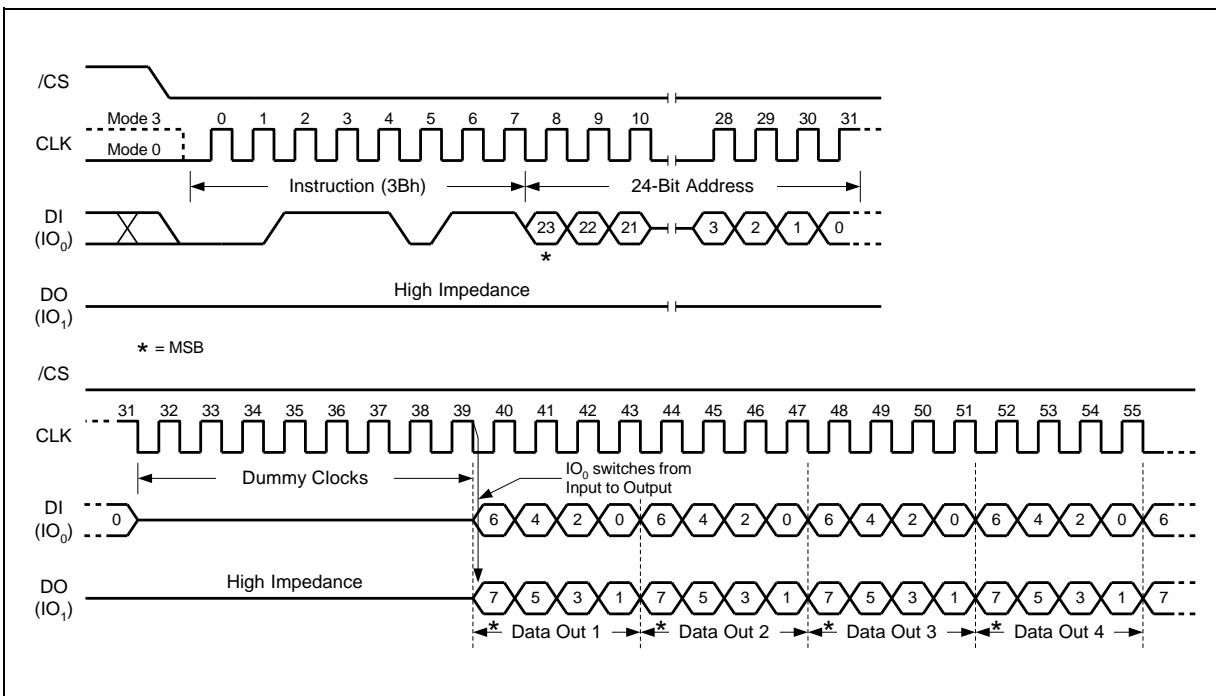 /CS
Mode 3 0 1 2 3 4 5 6 7 8 9 10 28 29 30 31
CLK
Mode 0
Instruction (3Bh) 24-Bit Address
DI
(IO0) 23 22 21 3 2 1 0
*
DO High Impedance
(IO1)
* = MSB
/CS
31 32 33 34 35 36 37 38 39 40 41 42 43 44 45 46 47 48 49 50 51 52 53 54 55
CLK
Dummy Clocks
IO0 switches from
Input to Output
DI
(IO0) 0 6 4 2 0 6 4 2 0 6 4 2 0 6 4 2 0 6
DO High Impedance
(IO1) 7 5 3 1 7 5 3 1 7 5 3 1 7 5 3 1 7
* Data Out 1 * Data Out 2 * Data Out 3 * Data Out 4